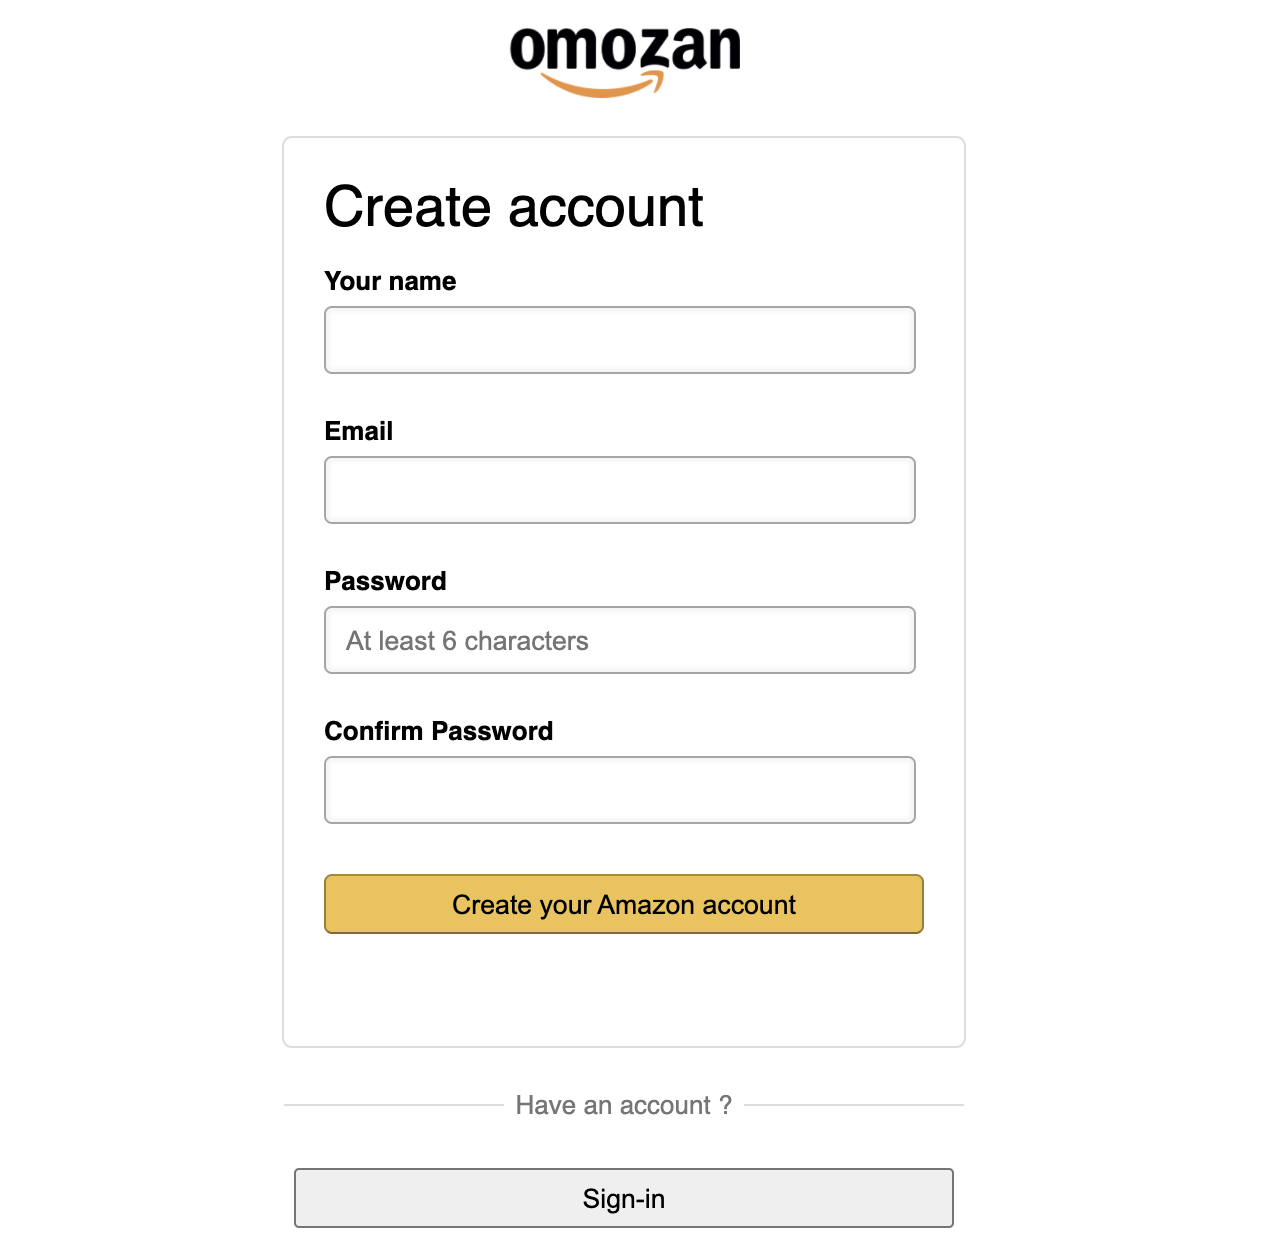 omozan
Create account
Your name
Email
Password
At least 6 characters
Confirm Password
Create your Amazon account
Have an account ?
Sign-in